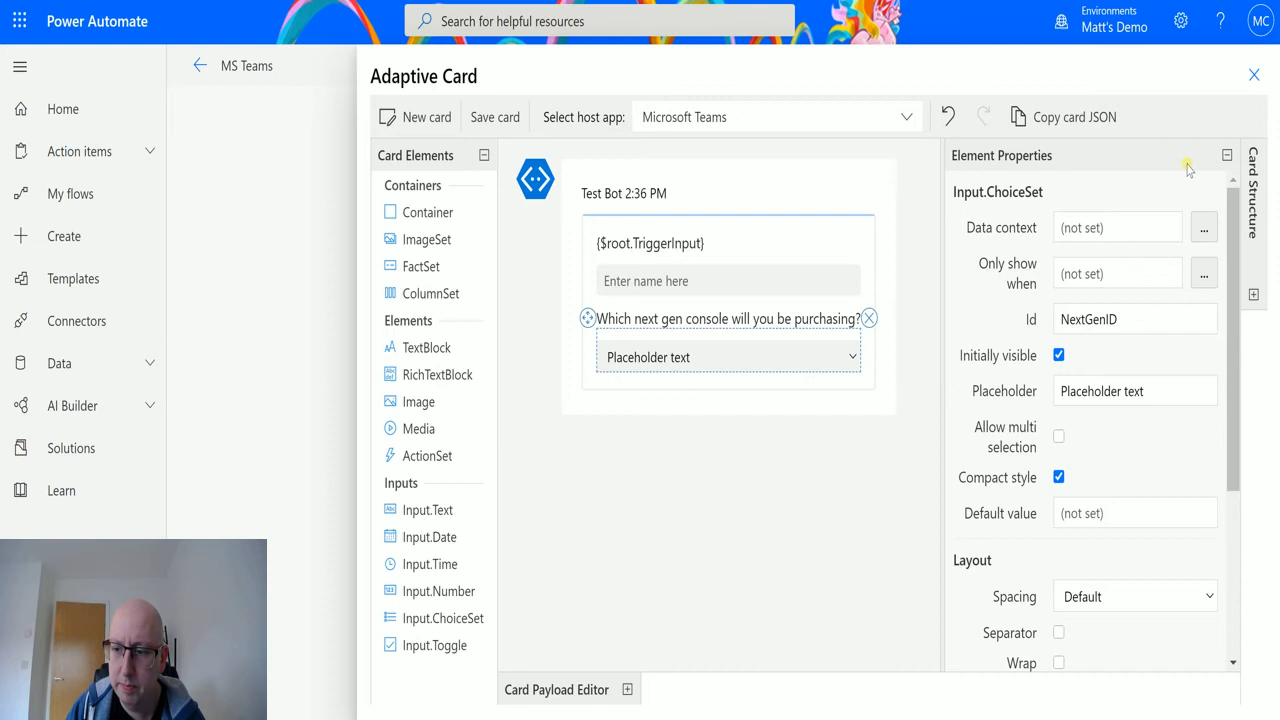 Power Automate
Search for helpful resources
Environments
Matt's Demo
?
MC
MS Teams
Home
Action items
My flows
Create
Templates
Connectors
Data
AI Builder
Solutions
Learn
Adaptive Card
New card
Save card
Select host app:
Microsoft Teams
Copy card JSON
Card Elements
Containers
Container
ImageSet
FactSet
ColumnSet
Elements
TextBlock
RichTextBlock
Image
Media
ActionSet
Inputs
Input.Text
Input.Date
Input.Time
Input.Number
Input.ChoiceSet
Input.Toggle
Test Bot 2:36 PM
{$root.TriggerInput}
Enter name here
Which next gen console will you be purchasing?
Placeholder text
Card Payload Editor
Element Properties
Input.ChoiceSet
Data context (not set) ...
Only show when (not set) ...
Id NextGenID
Initially visible
Placeholder Placeholder text
Allow multi selection
Compact style
Default value (not set)
Layout
Spacing Default
Separator
Wrap
Card Structure